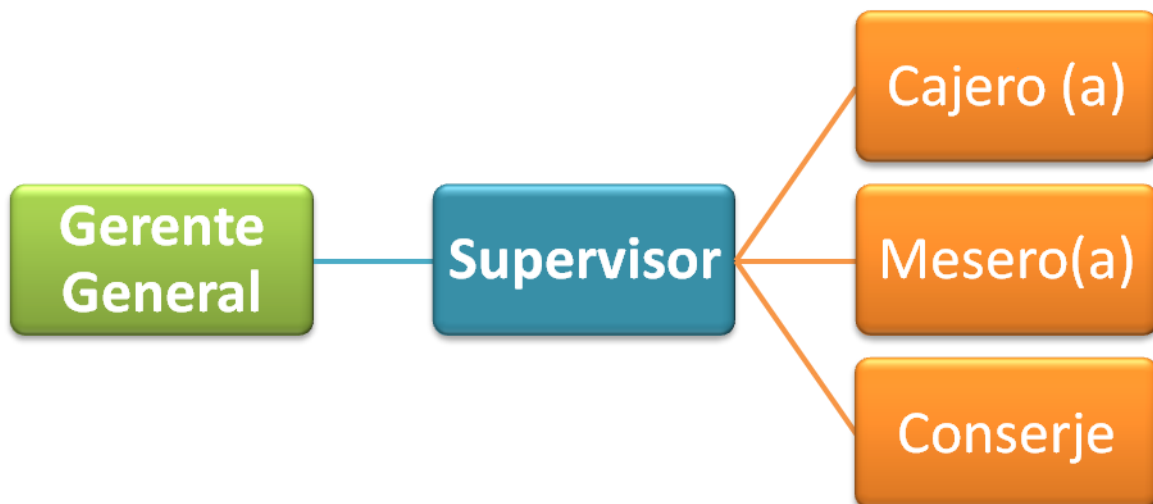 Gerente
General
Supervisor
Cajero (a)
Mesero(a)
Conserje